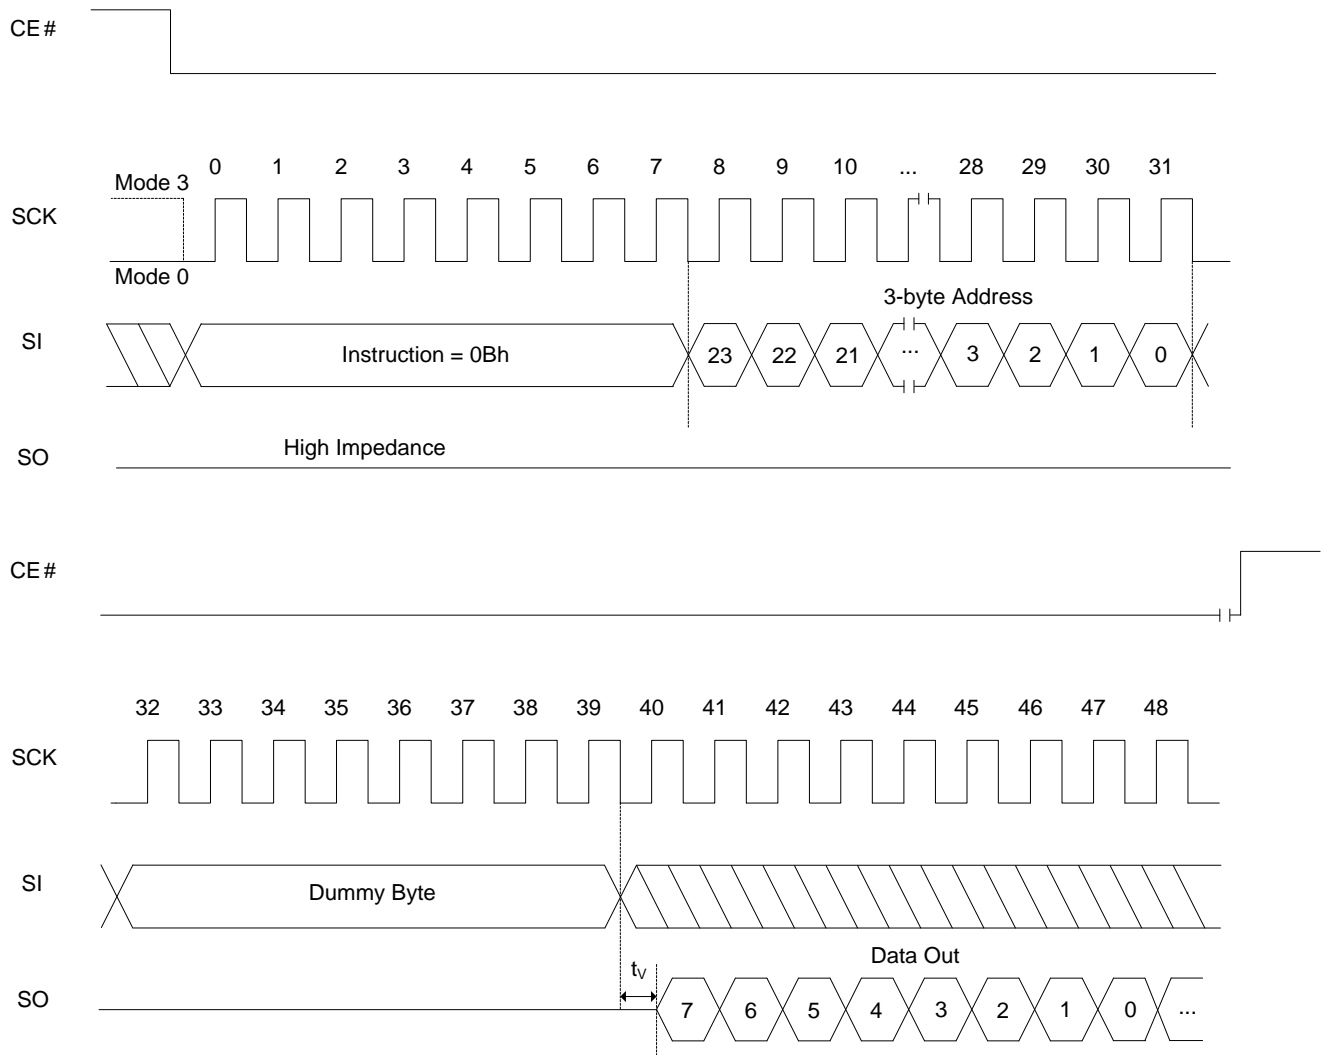 CE#
0 1 2 3 4 5 6 7 8 9 10 ... 28 29 30 31
Mode 3
SCK
Mode 0
3-byte Address
SI
Instruction = 0Bh
23 22 21 ... 3 2 1 0
High Impedance
SO
CE#
32 33 34 35 36 37 38 39 40 41 42 43 44 45 46 47 48
SCK
SI
Dummy Byte
Data Out
tV
SO
7 6 5 4 3 2 1 0 ...